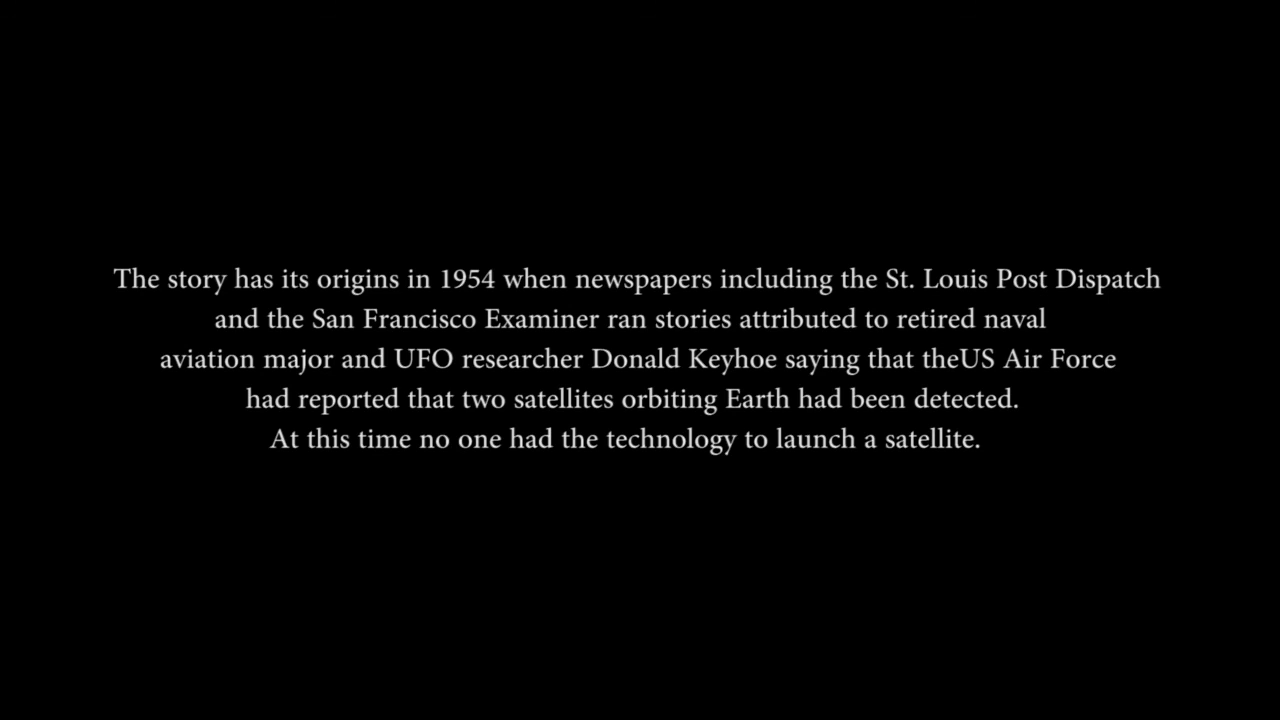 The story has its origins in 1954 when newspapers including the St. Louis Post Dispatch
and the San Francisco Examiner ran stories attributed to retired naval
aviation major and UFO researcher Donald Keyhoe saying that theUS Air Force
had reported that two satellites orbiting Earth had been detected.
At this time no one had the technology to launch a satellite.